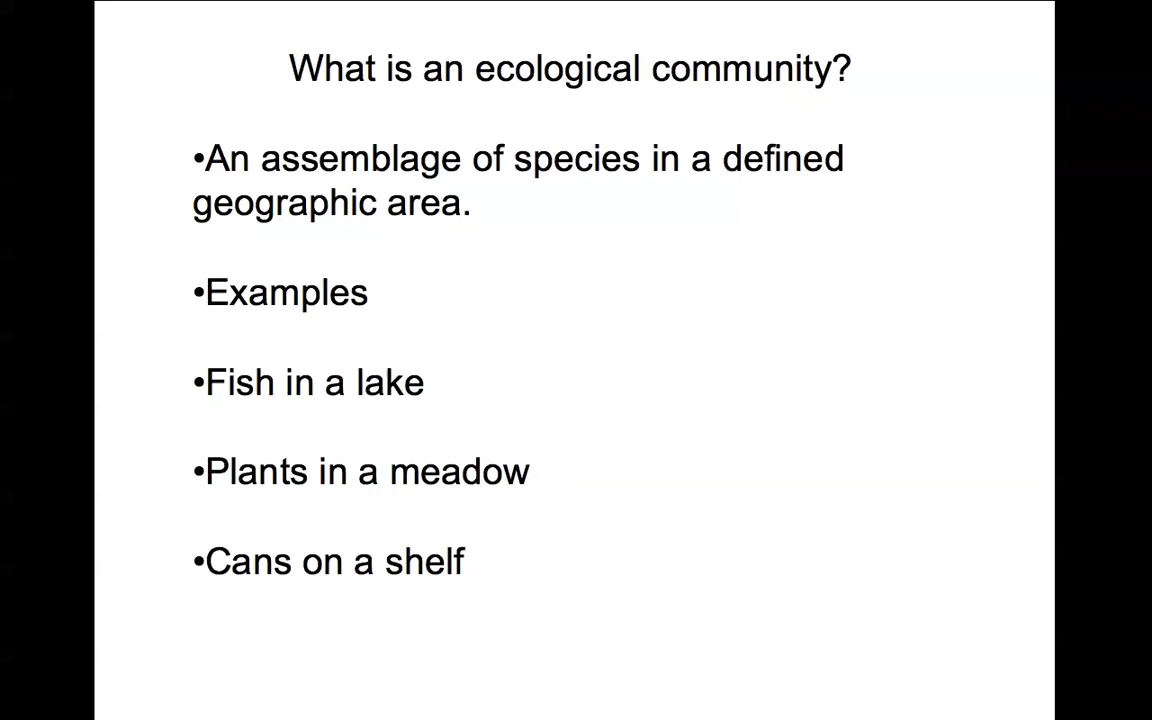 What is an ecological community?
•An assemblage of species in a defined
geographic area.
•Examples
•Fish in a lake
•Plants in a meadow
•Cans on a shelf